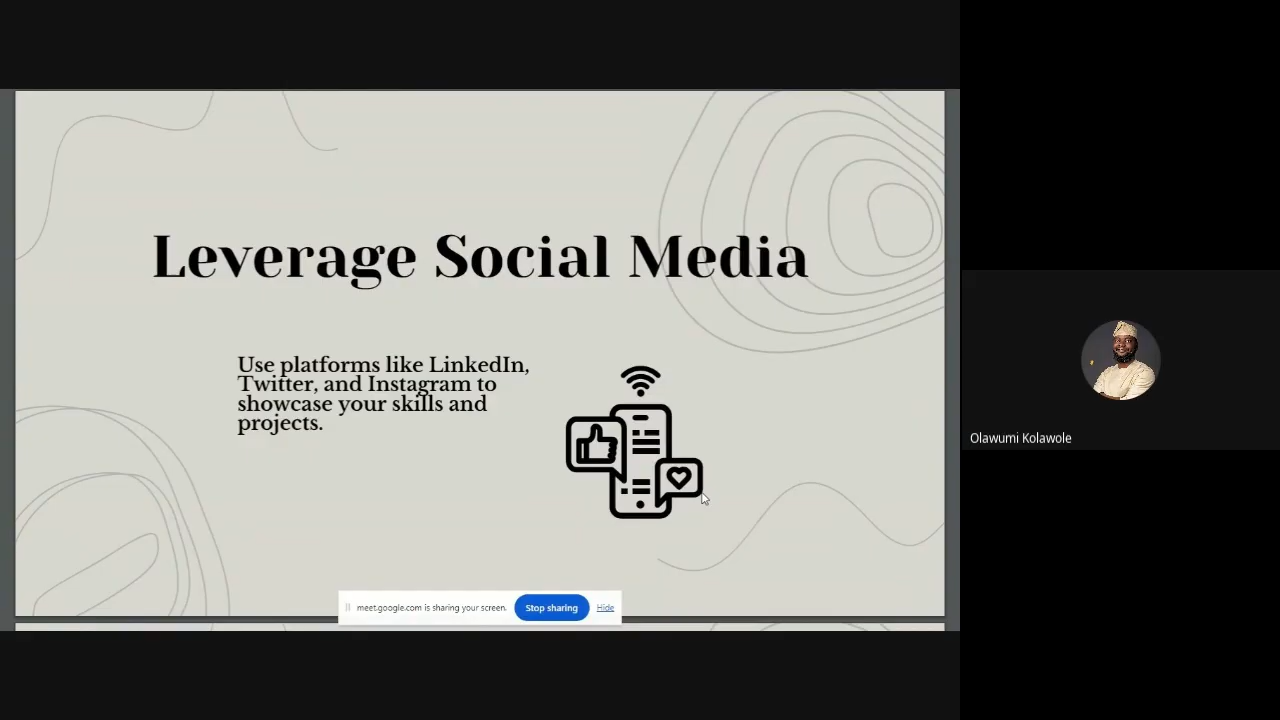 Leverage Social Media
Use platforms like LinkedIn,
Twitter, and Instagram to
showcase your skills and
projects.
meet.google.com is sharing your screen.
Stop sharing
Hide
Olawumi Kolawole